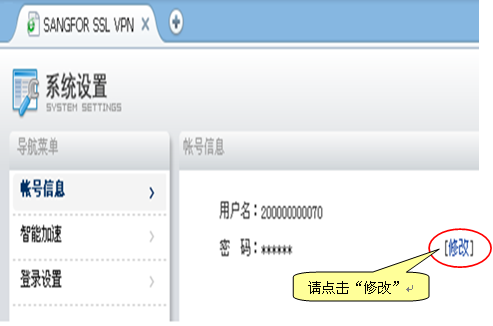 SANGFOR SSL VPN
系统设置
SYSTEM SETTINGS
导航菜单
帐号信息
帐号信息
智能加速
登录设置
用户名：200000000070
密 码：******
[修改]
请点击“修改”